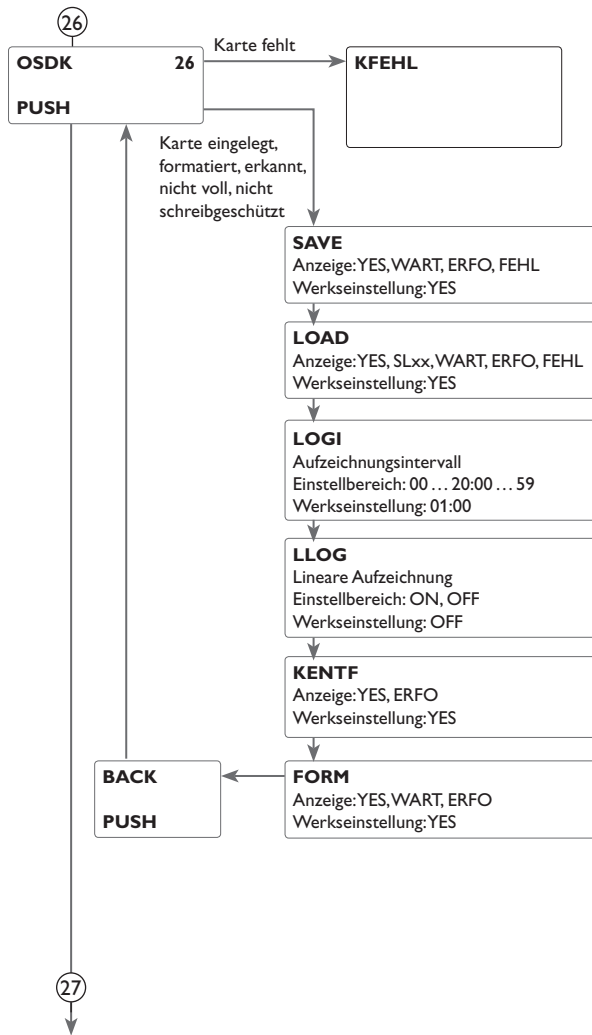 26
OSDK 26
PUSH
Karte fehlt
KFEHL
Karte eingelegt,
formatiert, erkannt,
nicht voll, nicht
schreibgeschützt
SAVE
Anzeige: YES, WART, ERFO, FEHL
Werkseinstellung: YES
LOAD
Anzeige: YES, SLxx, WART, ERFO, FEHL
Werkseinstellung: YES
LOGI
Aufzeichnungsintervall
Einstellbereich: 00 … 20:00 … 59
Werkseinstellung: 01:00
LLOG
Lineare Aufzeichnung
Einstellbereich: ON, OFF
Werkseinstellung: OFF
KENTF
Anzeige: YES, ERFO
Werkseinstellung: YES
FORM
Anzeige: YES, WART, ERFO
Werkseinstellung: YES
BACK
PUSH
27